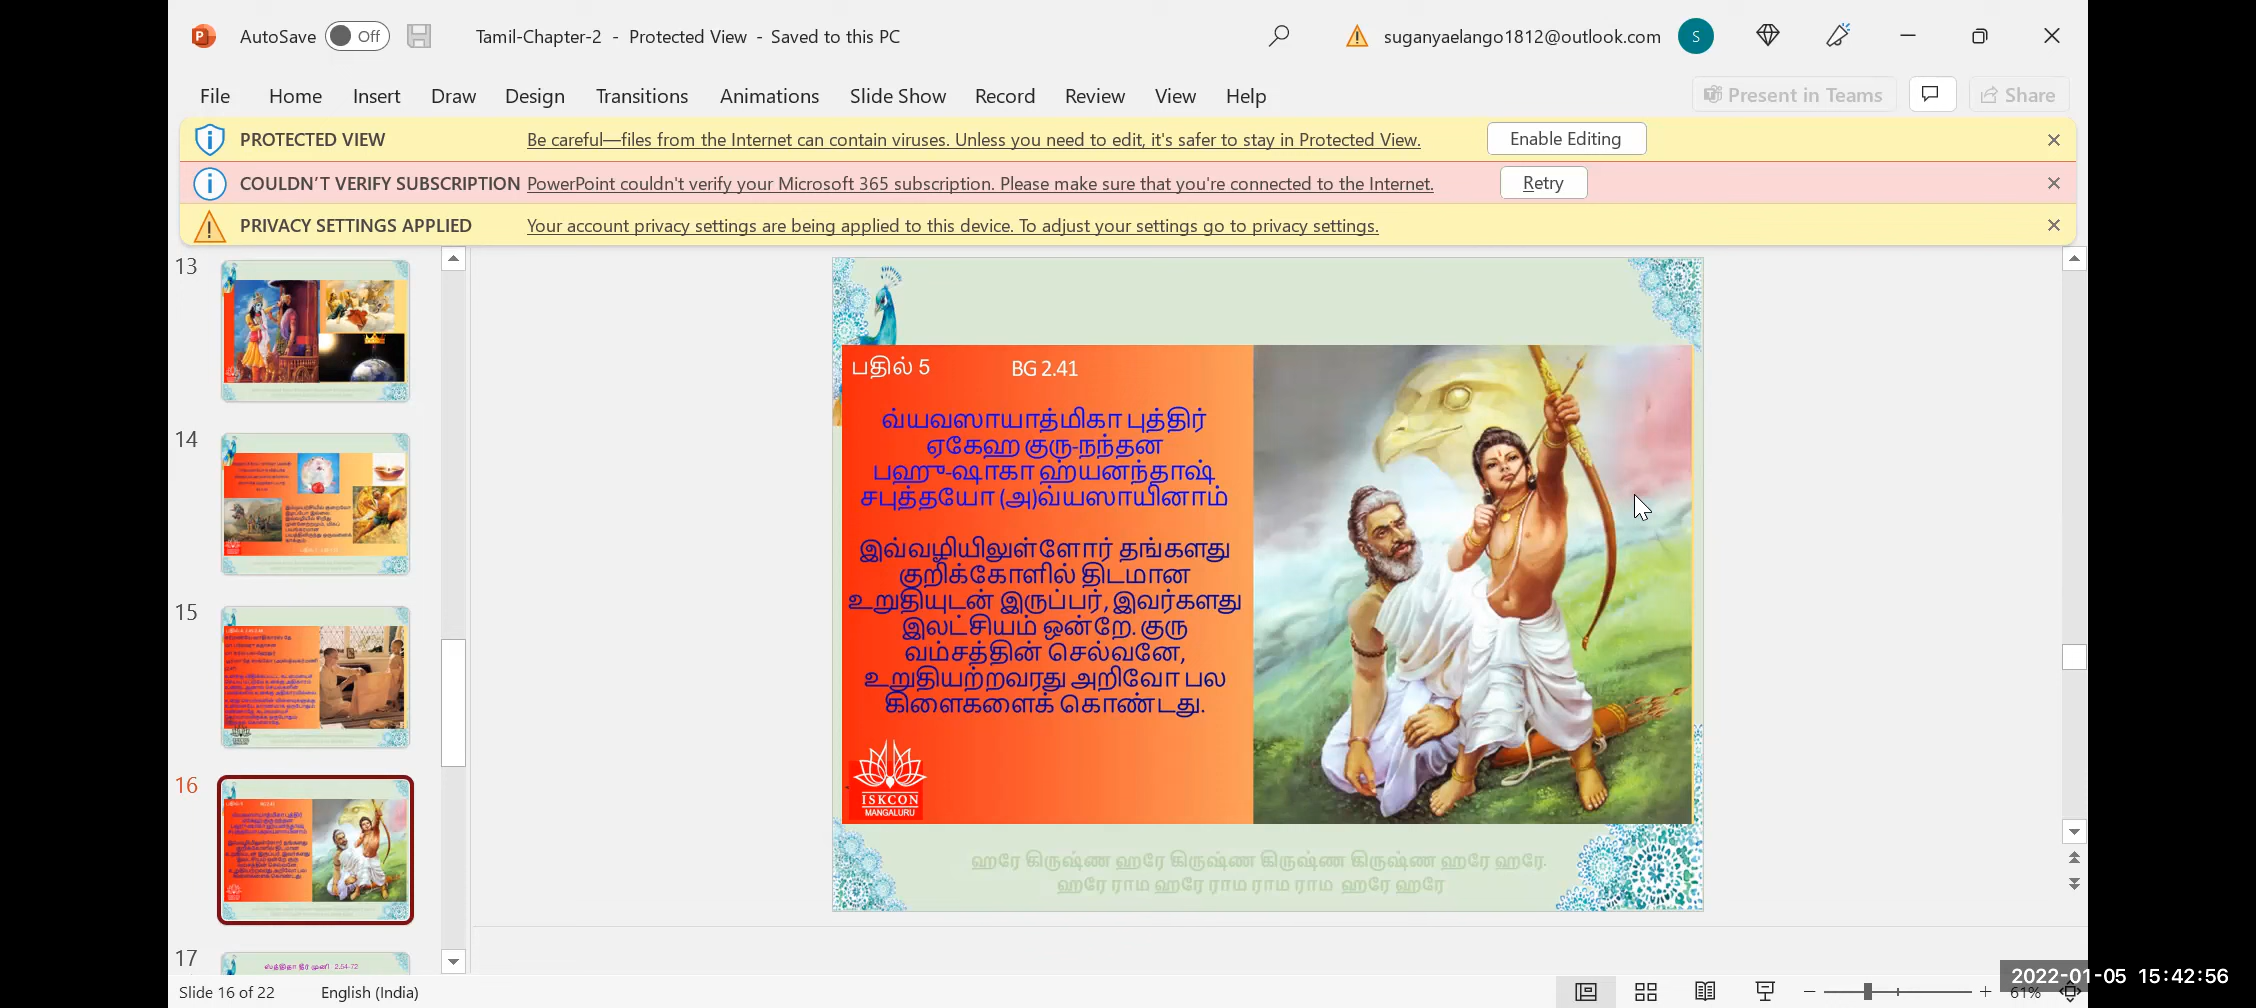 AutoSave Off Tamil-Chapter-2 - Protected View - Saved to this PC suganyaelango1812@outlook.com S
File Home Insert Draw Design Transitions Animations Slide Show Record Review View Help Present in Teams Share
PROTECTED VIEW Be careful—files from the Internet can contain viruses. Unless you need to edit, it's safer to stay in Protected View. Enable Editing
COULDN'T VERIFY SUBSCRIPTION PowerPoint couldn't verify your Microsoft 365 subscription. Please make sure that you're connected to the Internet. Retry
PRIVACY SETTINGS APPLIED Your account privacy settings are being applied to this device. To adjust your settings go to privacy settings.
13
14
15
16
17
ஸ்த்திதா தீர் முனி 2.54-72
பதில் 5 BG 2.41
வ்யவஸாயாத்மிகா புத்திர்
ஏகேஹ குரு-நந்தன
பஹு-ஷாகா ஹ்யனந்தாஷ்
சபுத்தயோ (அ)வ்யஸாயினாம்
இவ்வழியிலுள்ளோர் தங்களது
குறிக்கோளில் திடமான
உறுதியுடன் இருப்பர், இவர்களது
இலட்சியம் ஒன்றே. குரு
வம்சத்தின் செல்வனே,
உறுதியற்றவரது அறிவோ பல
கிளைகளைக் கொண்டது.
ISKCON
MANGALURU
ஹரே கிருஷ்ண ஹரே கிருஷ்ண கிருஷ்ண கிருஷ்ண ஹரே ஹரே.
ஹரே ராம ஹரே ராம ராம ராம ஹரே ஹரே
Slide 16 of 22 English (India) 61%
2022-01-05 15:42:56